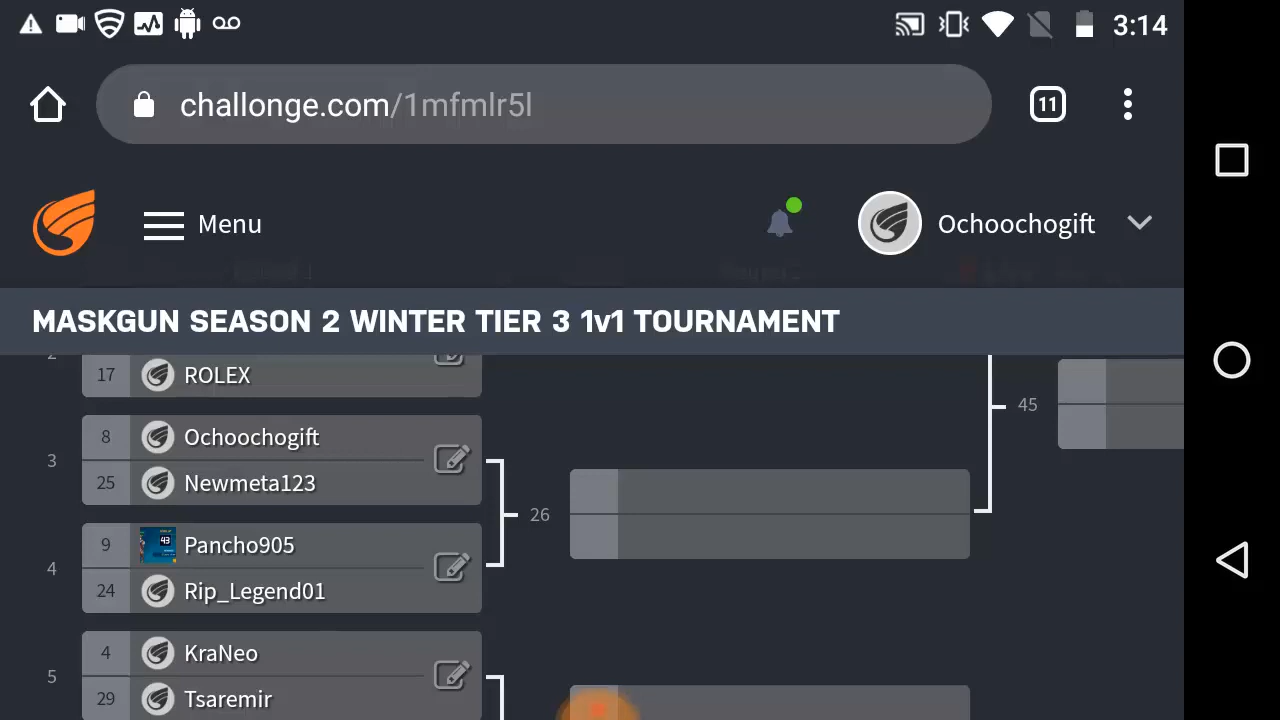 3:14
challonge.com/1mfmlr5l
11
Menu
Ochoochogift
MASKGUN SEASON 2 WINTER TIER 3 1v1 TOURNAMENT
17 ROLEX
45
8 Ochoochogift
3
25 Newmeta123
26
9 Pancho905
4
24 Rip_Legend01
4 KraNeo
5
29 Tsaremir